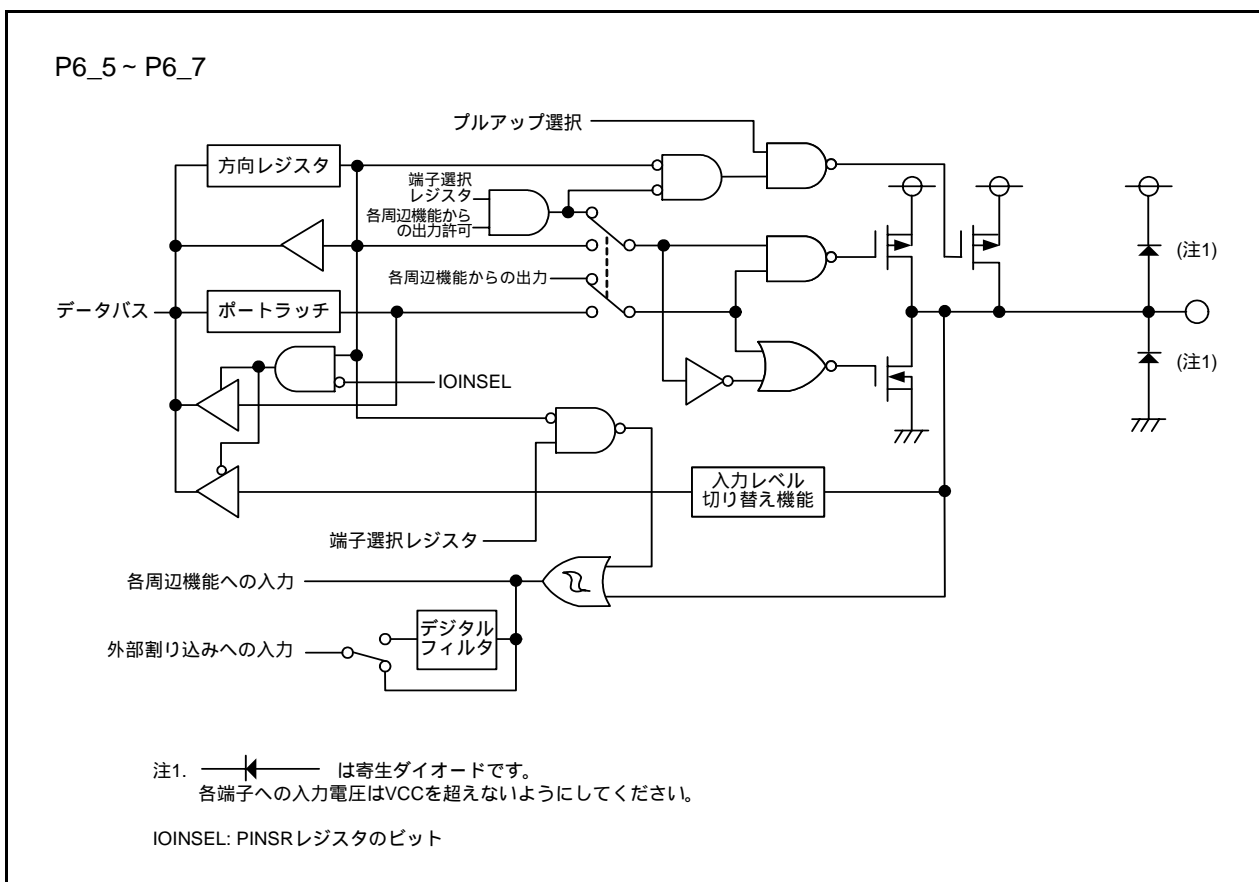 P6_5 ~ P6_7
プルアップ選択
方向レジスタ
端子選択
レジスタ
各周辺機能から
の出力許可
各周辺機能からの出力
(注1)
データバス
ポートラッチ
(注1)
IOINSEL
入力レベル
切り替え機能
端子選択レジスタ
各周辺機能への入力
デジタル
フィルタ
外部割り込みへの入力
注1. は寄生ダイオードです。
各端子への入力電圧はVCCを超えないようにしてください。
IOINSEL: PINSRレジスタのビット